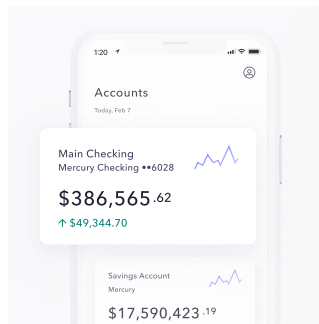 1:20
Accounts
Today, Feb 7
Main Checking
Mercury Checking ••6028
$386,565.62
↑ $49,344.70
Savings Account
Mercury
$17,590,423.19